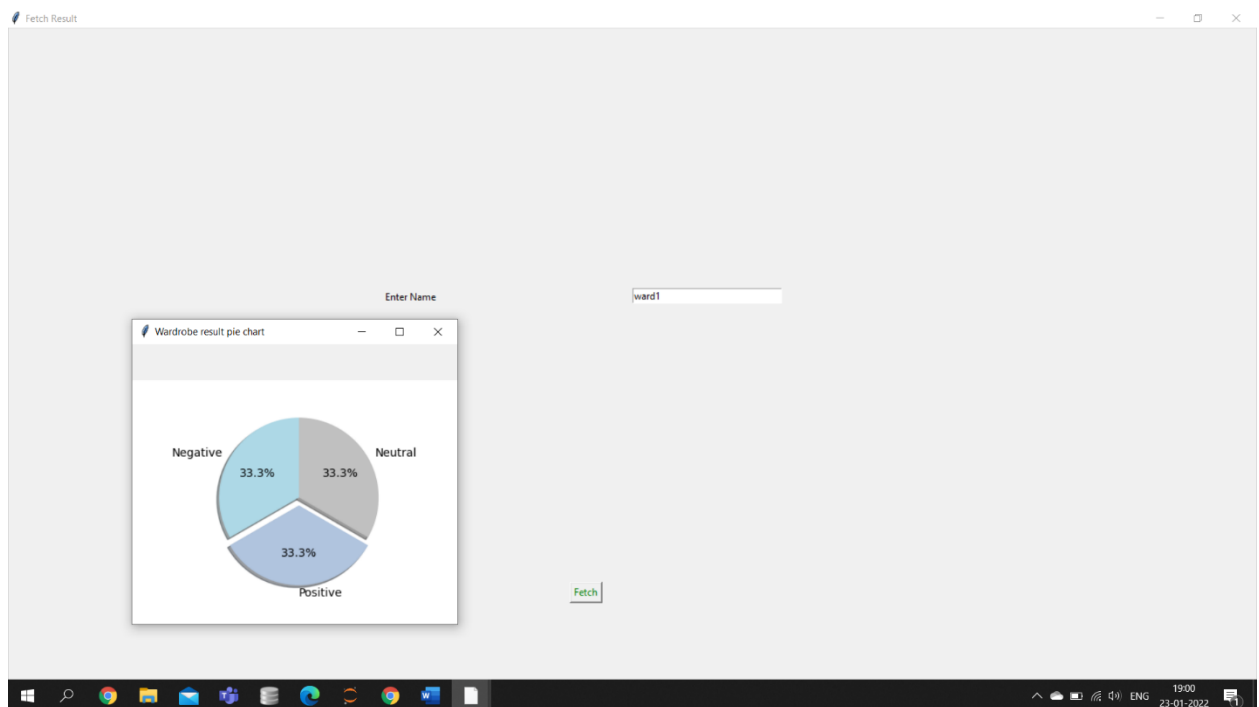 Fetch Result
Enter Name
ward1
Wardrobe result pie chart
Negative
Neutral
33.3%
33.3%
33.3%
Positive
Fetch
ENG
19:00
23-01-2022
1